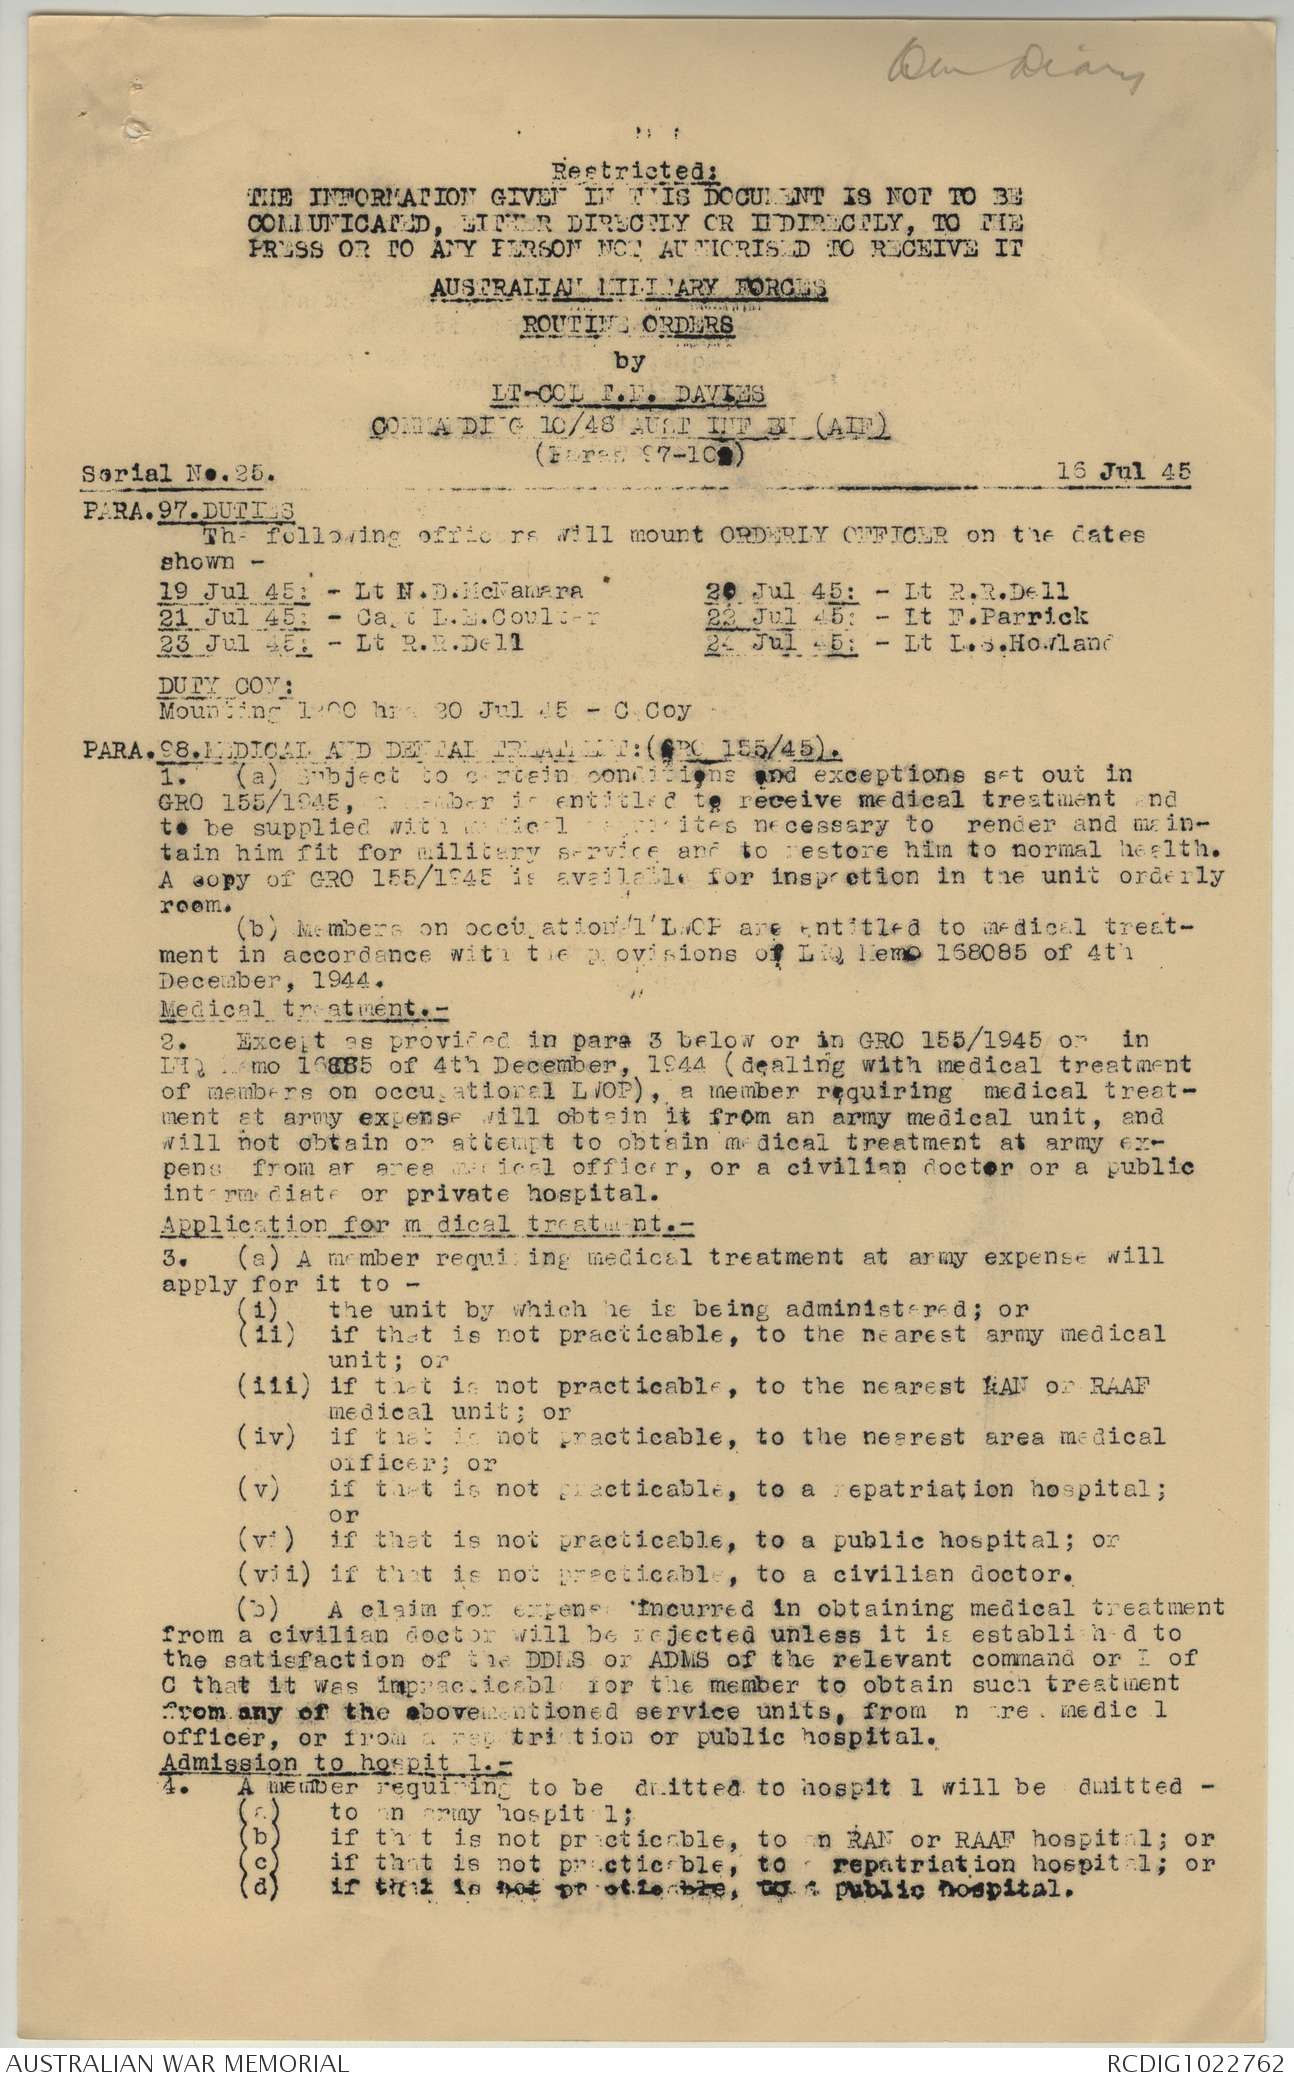 Diary
Restricted:
THE INFORMATION GIVEN IN THIS DOCUMENT IS NOT TO BE
COMMUNICATED, EITHER DIRECTLY OR INDIRECTLY, TO THE
PRESS OR TO ANY PERSON NOT AUTHORISED TO RECEIVE IT
AUSTRALIAN MILITARY FORCES
ROUTINE ORDERS
by
LT-COL DAVIES
COMMANDING 10/48 AUST INF BN (AIF)
(Paras 97-10)
Serial No.25. 16 Jul 45
PARA.97.DUTIES
The following officers will mount ORDERLY OFFICER on the dates
shown -
19 Jul 45: - Lt N.D.McNamara 20 Jul 45: - Lt R.R.Dell
21 Jul 45: - Capt L.E.Coulter 22 Jul 45: - Lt F.Parrick
23 Jul 45: - Lt R.R.Dell 24 Jul 45: - Lt L.S.Howland
DUTY COY:
Mounting 1800 hrs 20 Jul 45 - C Coy
PARA.98.MEDICAL AND DENTAL TREATMENT:(GRO 155/45).
1. (a) Subject to certain conditions and exceptions set out in
GRO 155/1945, a member is entitled to receive medical treatment and
to be supplied with medical requisites necessary to render and main-
tain him fit for military service and to restore him to normal health.
A copy of GRO 155/1945 is available for inspection in the unit orderly
room.
(b) Members on occupational LWOP are entitled to medical treat-
ment in accordance with the provisions of LHQ Memo 168085 of 4th
December, 1944.
Medical treatment.-
2. Except as provided in para 3 below or in GRO 155/1945 or in
LHQ Memo 168085 of 4th December, 1944 (dealing with medical treatment
of members on occupational LWOP), a member requiring medical treat-
ment at army expense will obtain it from an army medical unit, and
will not obtain or attempt to obtain medical treatment at army ex-
pense from an area medical officer, or a civilian doctor or a public
intermediate or private hospital.
Application for medical treatment.-
3. (a) A member requiring medical treatment at army expense will
apply for it to -
(i) the unit by which he is being administered; or
(ii) if that is not practicable, to the nearest army medical
unit; or
(iii) if that is not practicable, to the nearest RAN or RAAF
medical unit; or
(iv) if that is not practicable, to the nearest area medical
officer; or
(v) if that is not practicable, to a repatriation hospital;
or
(vi) if that is not practicable, to a public hospital; or
(vii) if that is not practicable, to a civilian doctor.
(b) A claim for expense incurred in obtaining medical treatment
from a civilian doctor will be rejected unless it is established to
the satisfaction of the DDMS or ADMS of the relevant command or L of
C that it was impracticable for the member to obtain such treatment
from any of the abovementioned service units, from an area medical
officer, or from a repatriation or public hospital.
Admission to hospital.-
4. A member requiring to be admitted to hospital will be admitted -
(a) to an army hospital;
(b) if that is not practicable, to an RAN or RAAF hospital; or
(c) if that is not practicable, to a repatriation hospital; or
(d) if that is not practicable, to a public hospital.
AUSTRALIAN WAR MEMORIAL RCDIG1022762